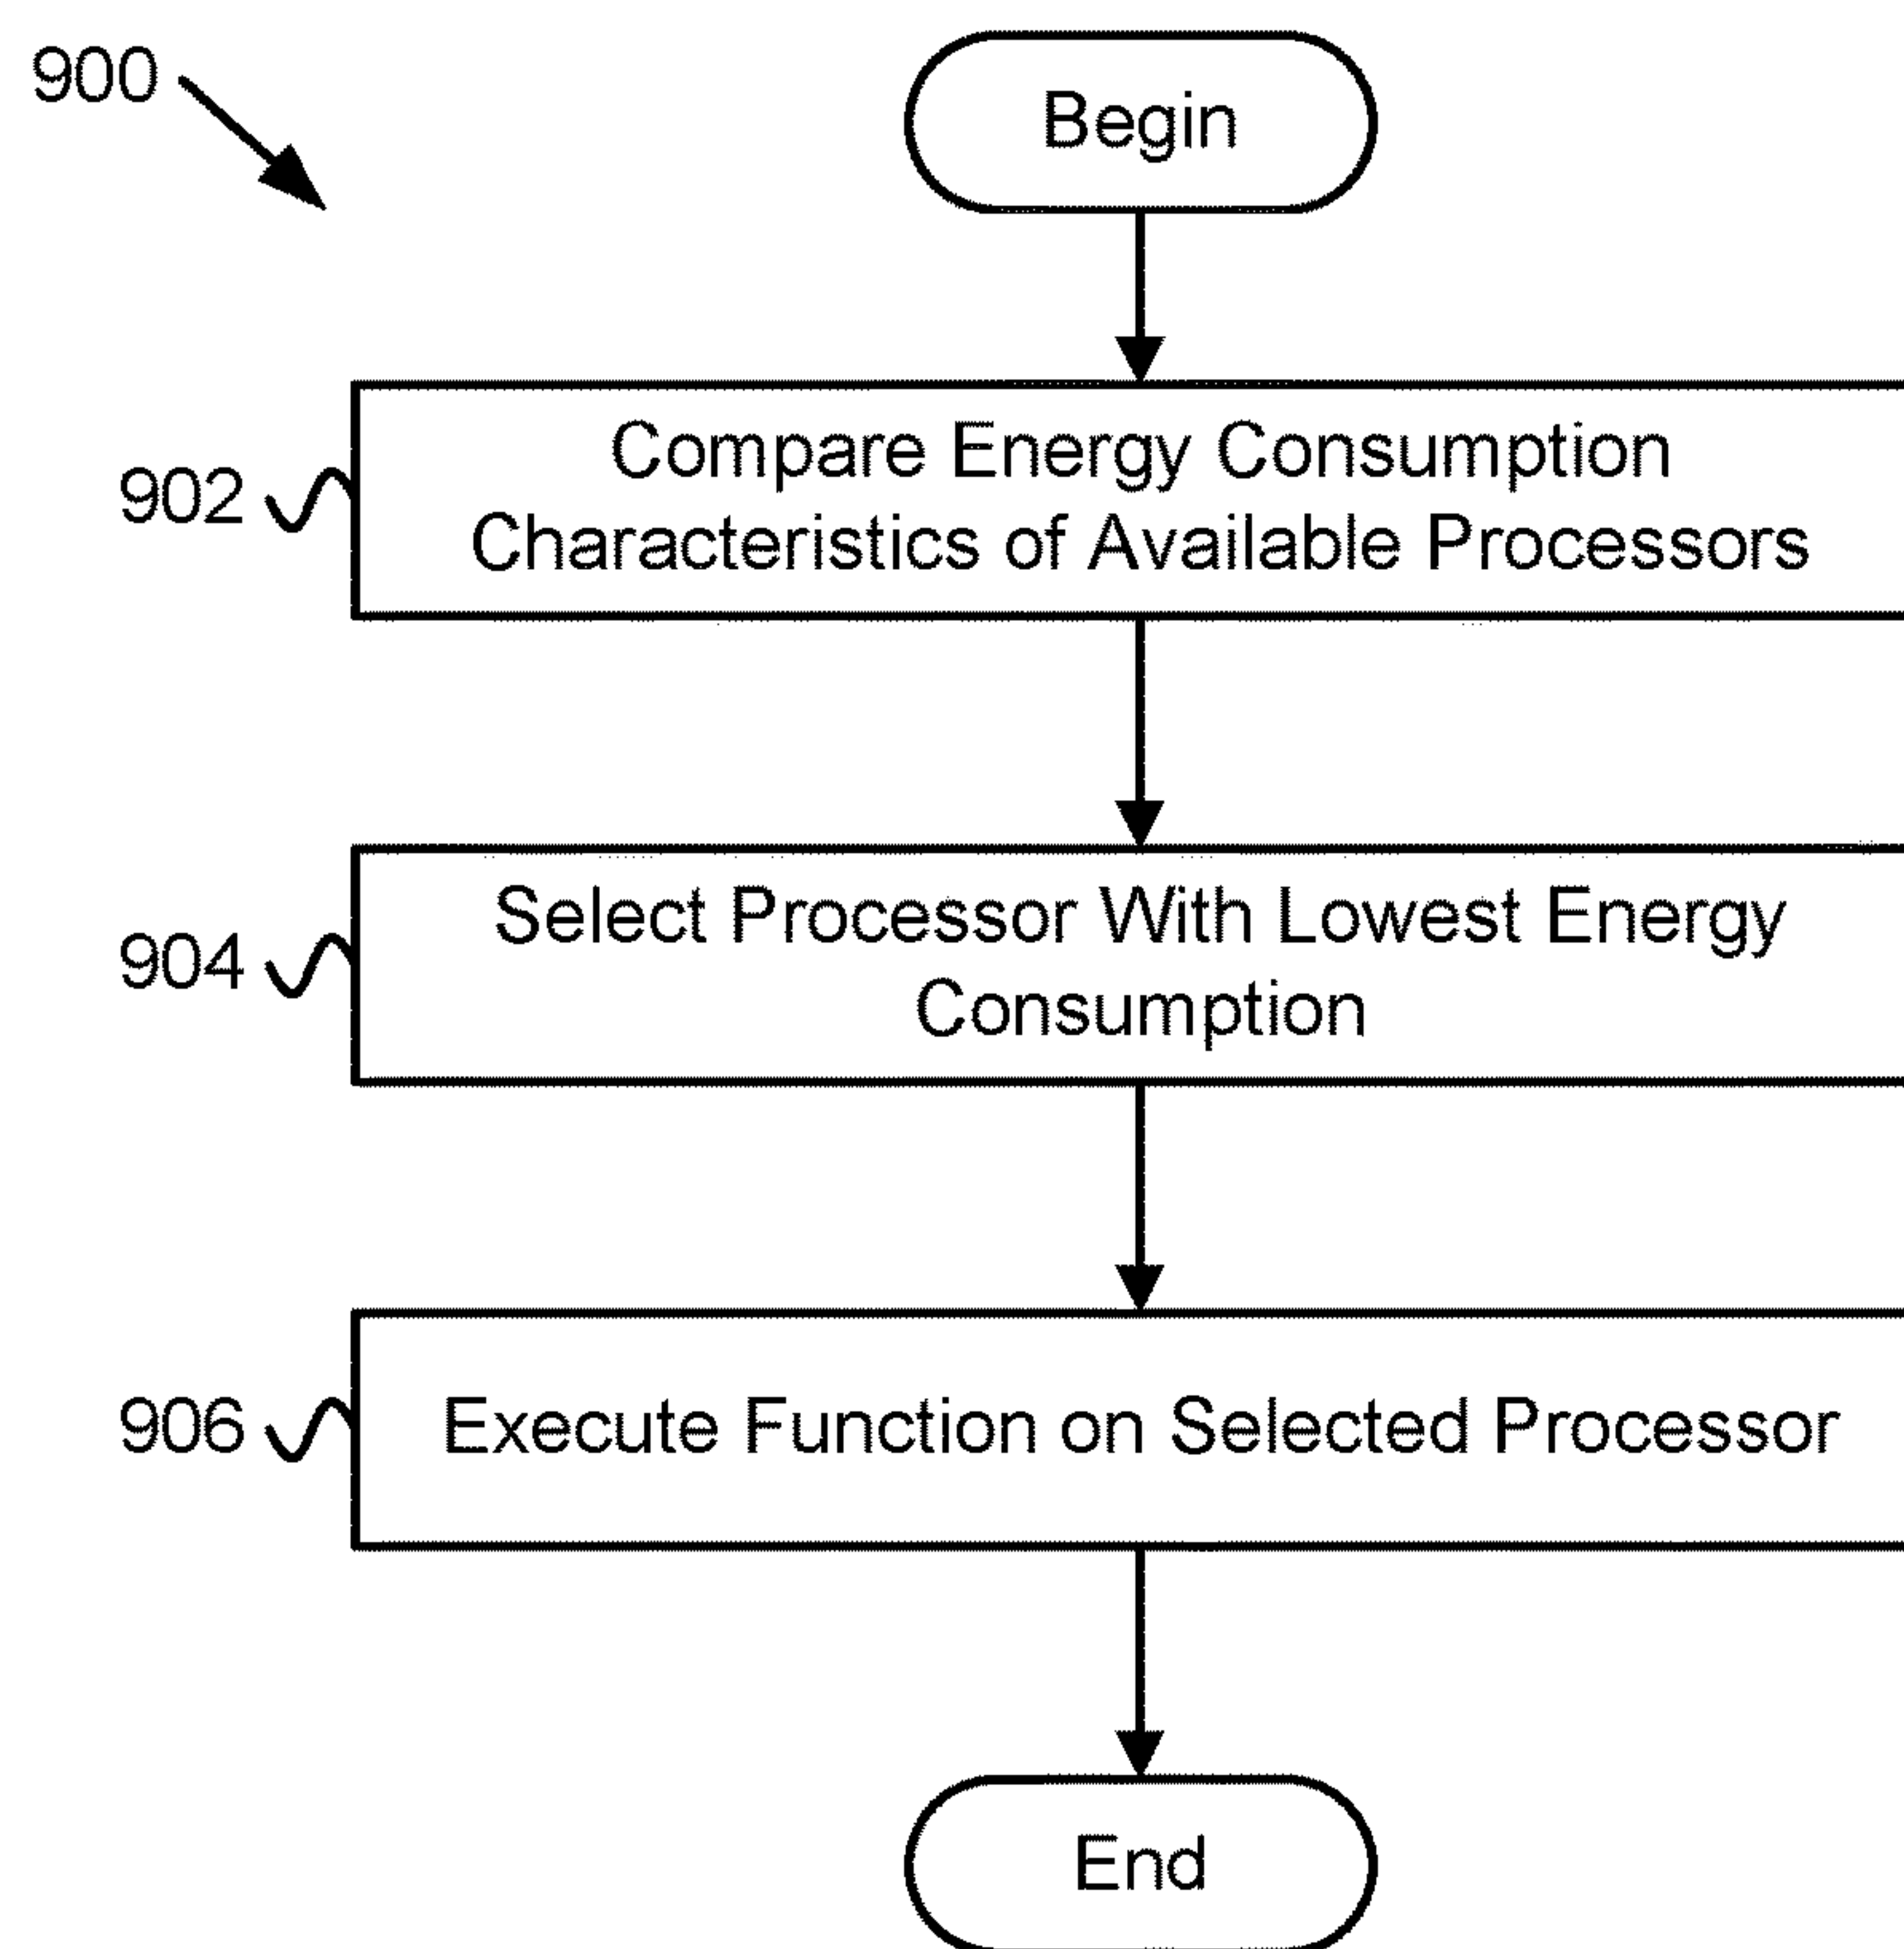 900
Begin
902
Compare Energy Consumption
Characteristics of Available Processors
904
Select Processor With Lowest Energy
Consumption
906
Execute Function on Selected Processor
End